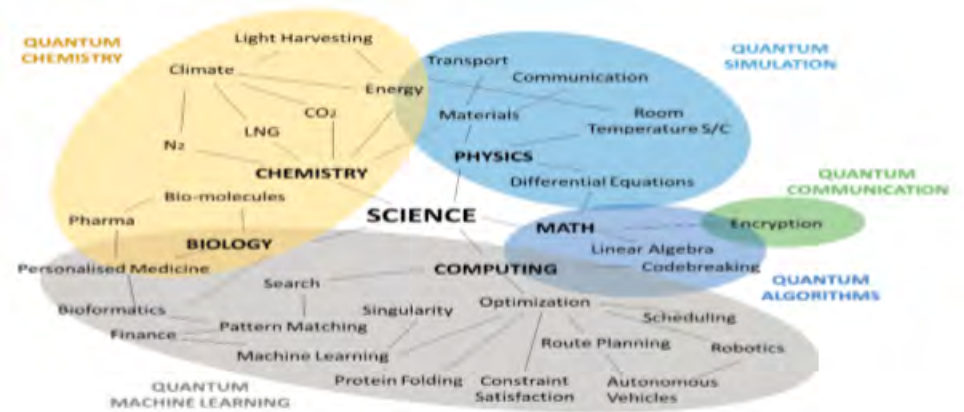 QUANTUM
CHEMISTRY
Light Harvesting
Climate
Energy
CO2
LNG
N2
CHEMISTRY
Bio-molecules
Pharma
BIOLOGY
Personalised Medicine
QUANTUM
SIMULATION
Transport
Communication
Materials
Room
Temperature S/C
PHYSICS
Differential Equations
QUANTUM
COMMUNICATION
SCIENCE
MATH
Encryption
Linear Algebra
Codebreaking
QUANTUM
ALGORITHMS
COMPUTING
Search
Optimization
Bioformatics
Singularity
Scheduling
Finance
Pattern Matching
Route Planning
Robotics
Machine Learning
Protein Folding
Constraint
Satisfaction
Autonomous
Vehicles
QUANTUM
MACHINE LEARNING